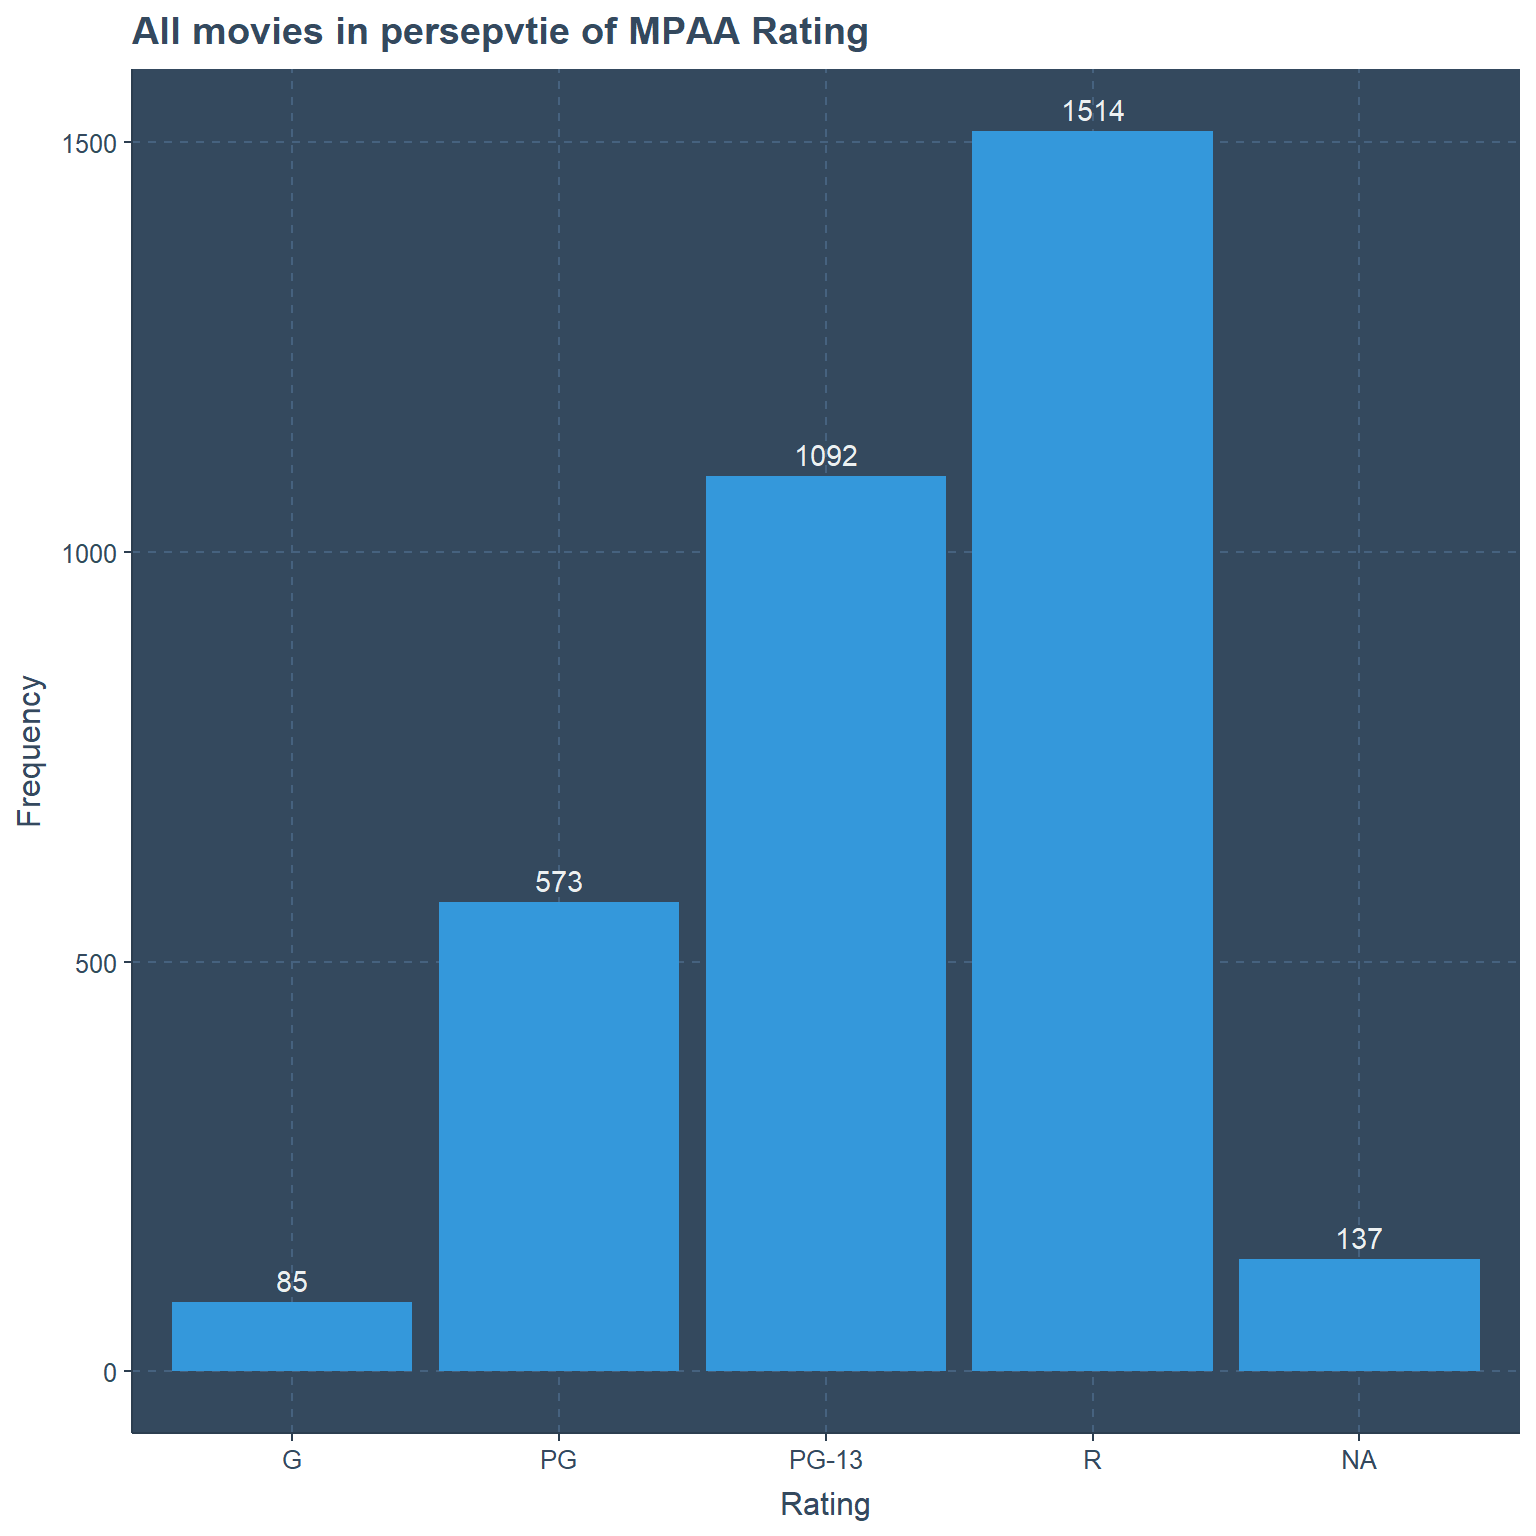 All movies in persepvtie of MPAA Rating
1514
1500
1092
1000
Frequency
573
500
137
85
0
G PG PG-13 R NA
Rating